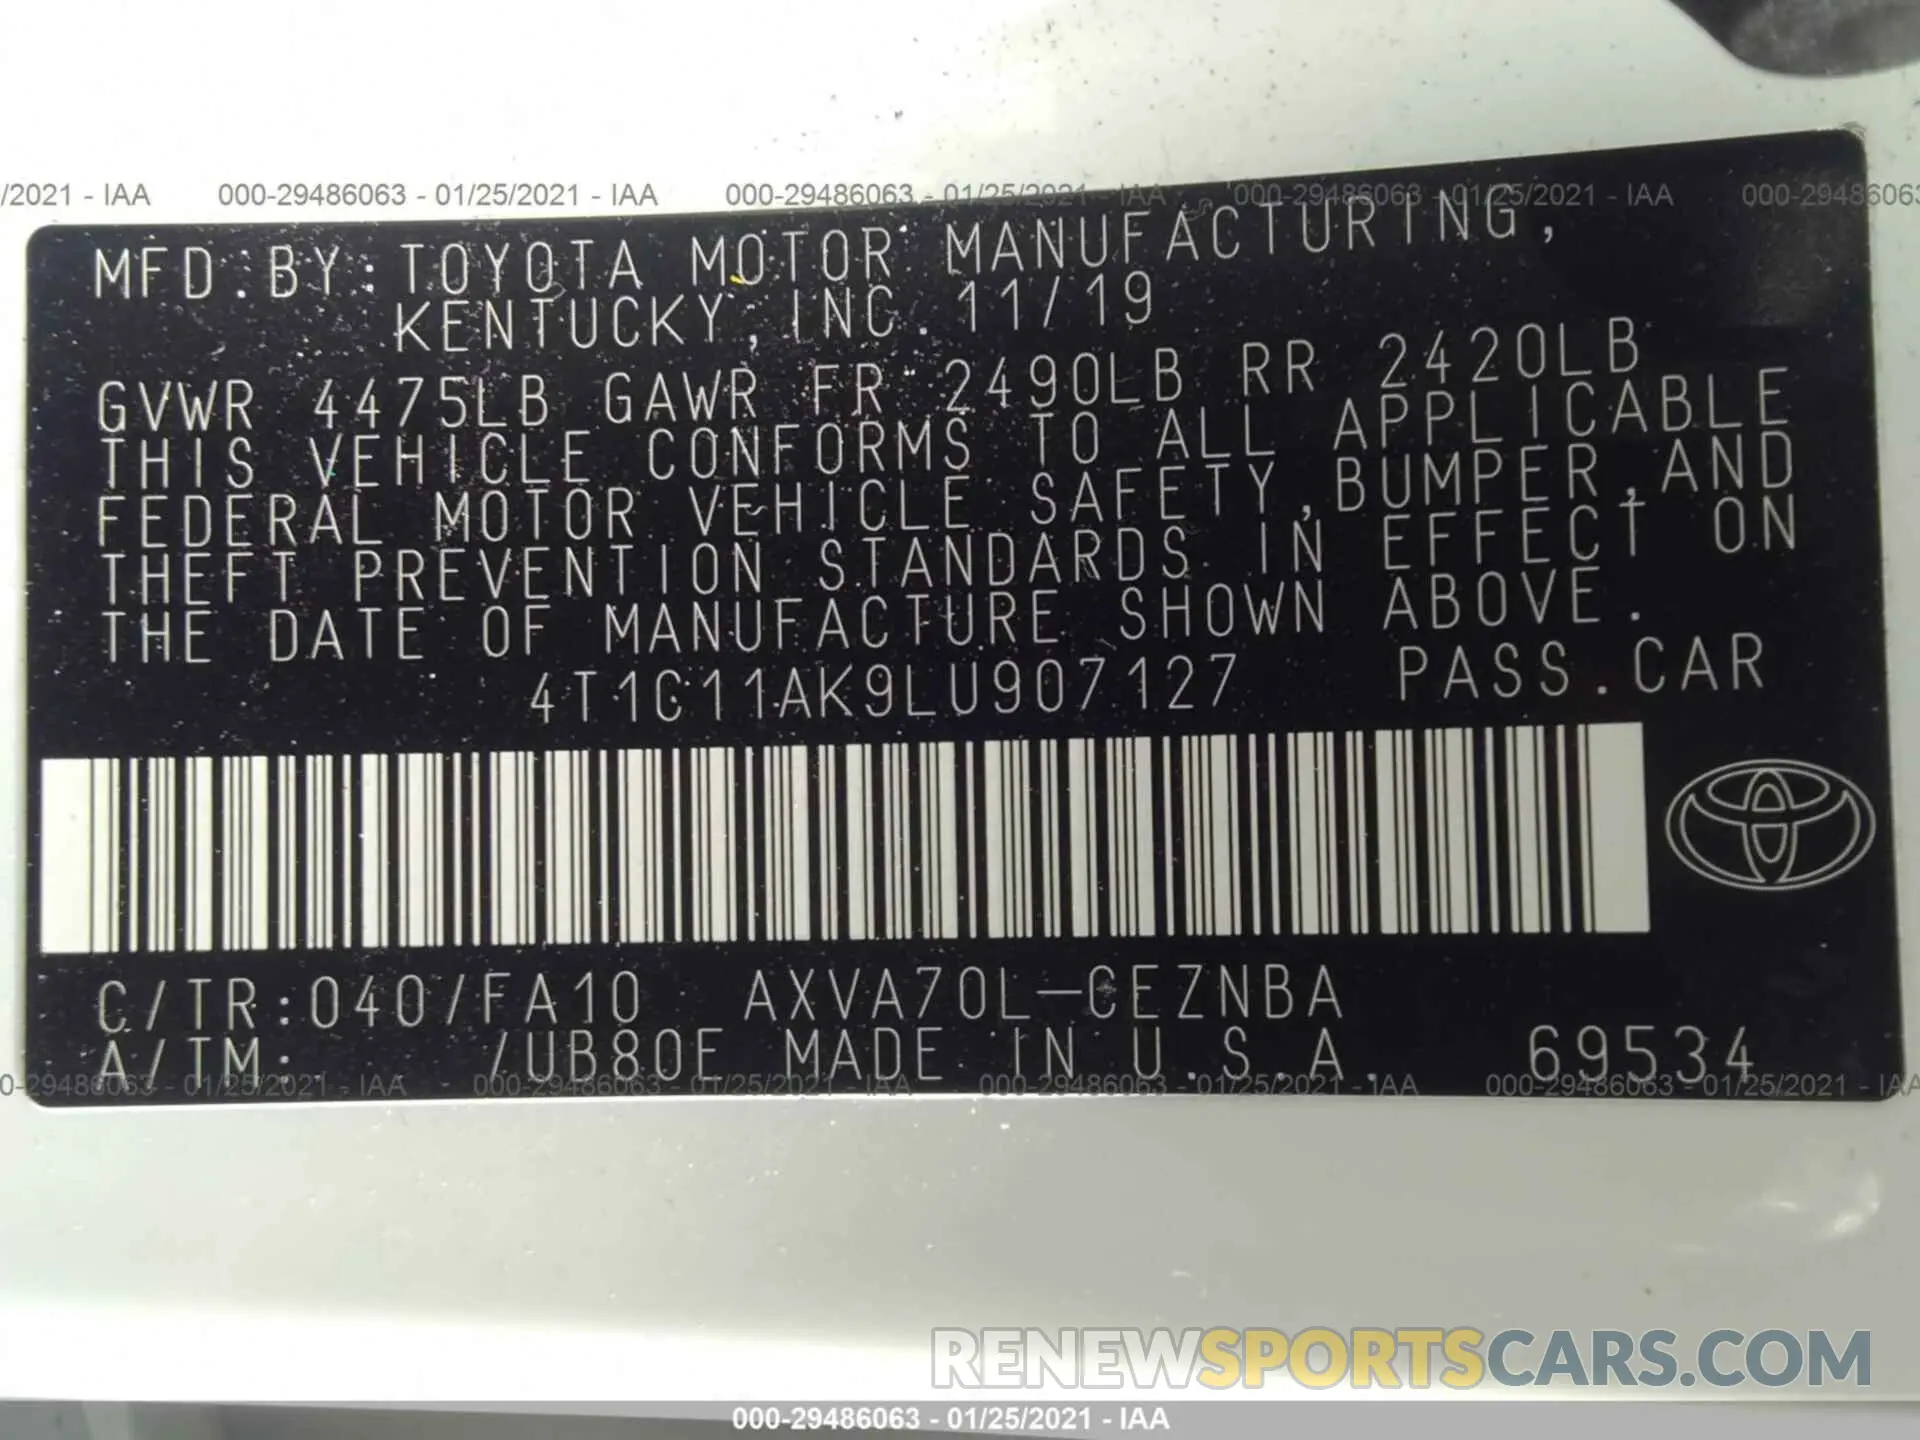 /2021 - IAA 000-29486063 - 01/25/2021 - IAA 000-29486063 - 01/25/2021 - IAA 000-29486063 - 01/25/2021 - IAA 000-29486063
MFD.BY:TOYOTA MOTOR MANUFACTURING,
KENTUCKY,INC.11/19
GVWR 4475LB GAWR FR 2490LB RR 2420LB
THIS VEHICLE CONFORMS TO ALL APPLICABLE
FEDERAL MOTOR VEHICLE SAFETY,BUMPER,AND
THEFT PREVENTION STANDARDS IN EFFECT ON
THE DATE OF MANUFACTURE SHOWN ABOVE.
4T1C11AK9LU907127 PASS.CAR
C/TR:040/FA10 AXVA70L-CEZNBA
A/TM: /UB80F MADE IN U.S.A. 69534
0-29486063 - 01/25/2021 - IAA 000-29486063 - 01/25/2021 - IAA 000-29486063 - 01/25/2021 - IAA 000-29486063 - 01/25/2021 - IAA
RENEWSPORTSCARS.COM
000-29486063 - 01/25/2021 - IAA